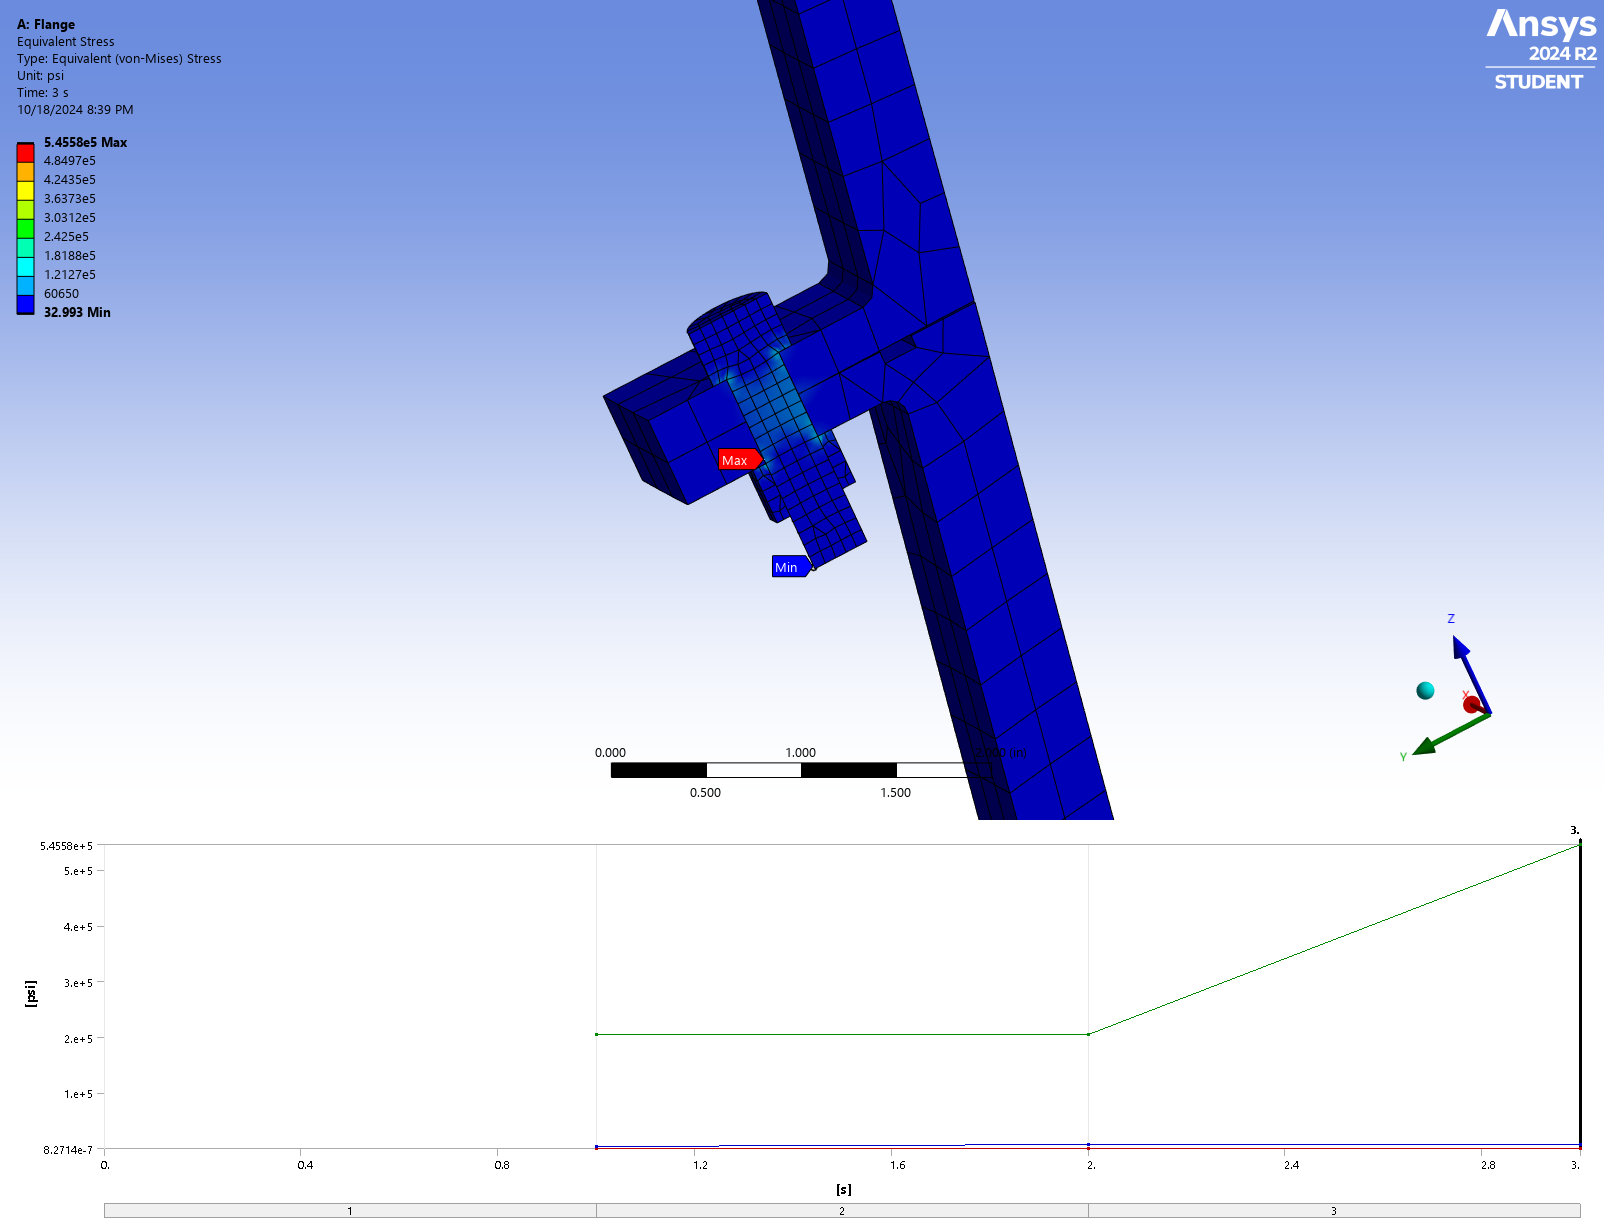 A: Flange
Equivalent Stress
Type: Equivalent (von-Mises) Stress
Unit: psi
Time: 3 s
10/18/2024 8:39 PM
5.4558e5 Max
4.8497e5
4.2435e5
3.6373e5
3.0312e5
2.425e5
1.8188e5
1.2127e5
60650
32.993 Min
Ansys
2024 R2
STUDENT
Max
Min
Z
X
Y
0.000 1.000 2.000 (m)
0.500 1.500
3.
5.4558e+5
5.e+5
4.e+5
3.e+5
2.e+5
1.e+5
8.2714e-7
[psi]
0. 0.4 0.8 1.2 1.6 2. 2.4 2.8 3.
[s]
1 2 3